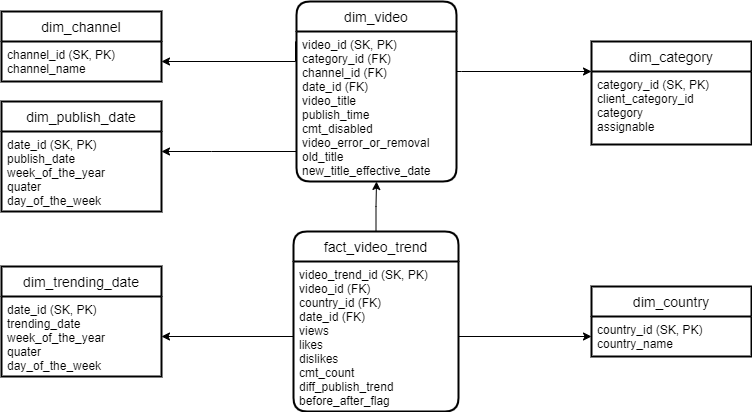 dim_channel
channel_id (SK, PK)
channel_name
dim_video
video_id (SK, PK)
category_id (FK)
channel_id (FK)
date_id (FK)
video_title
publish_time
cmt_disabled
video_error_or_removal
old_title
new_title_effective_date
dim_category
category_id (SK, PK)
client_category_id
category
assignable
dim_publish_date
date_id (SK, PK)
publish_date
week_of_the_year
quater
day_of_the_week
dim_trending_date
date_id (SK, PK)
trending_date
week_of_the_year
quater
day_of_the_week
fact_video_trend
video_trend_id (SK, PK)
video_id (FK)
country_id (FK)
date_id (FK)
views
likes
dislikes
cmt_count
diff_publish_trend
before_after_flag
dim_country
country_id (SK, PK)
country_name